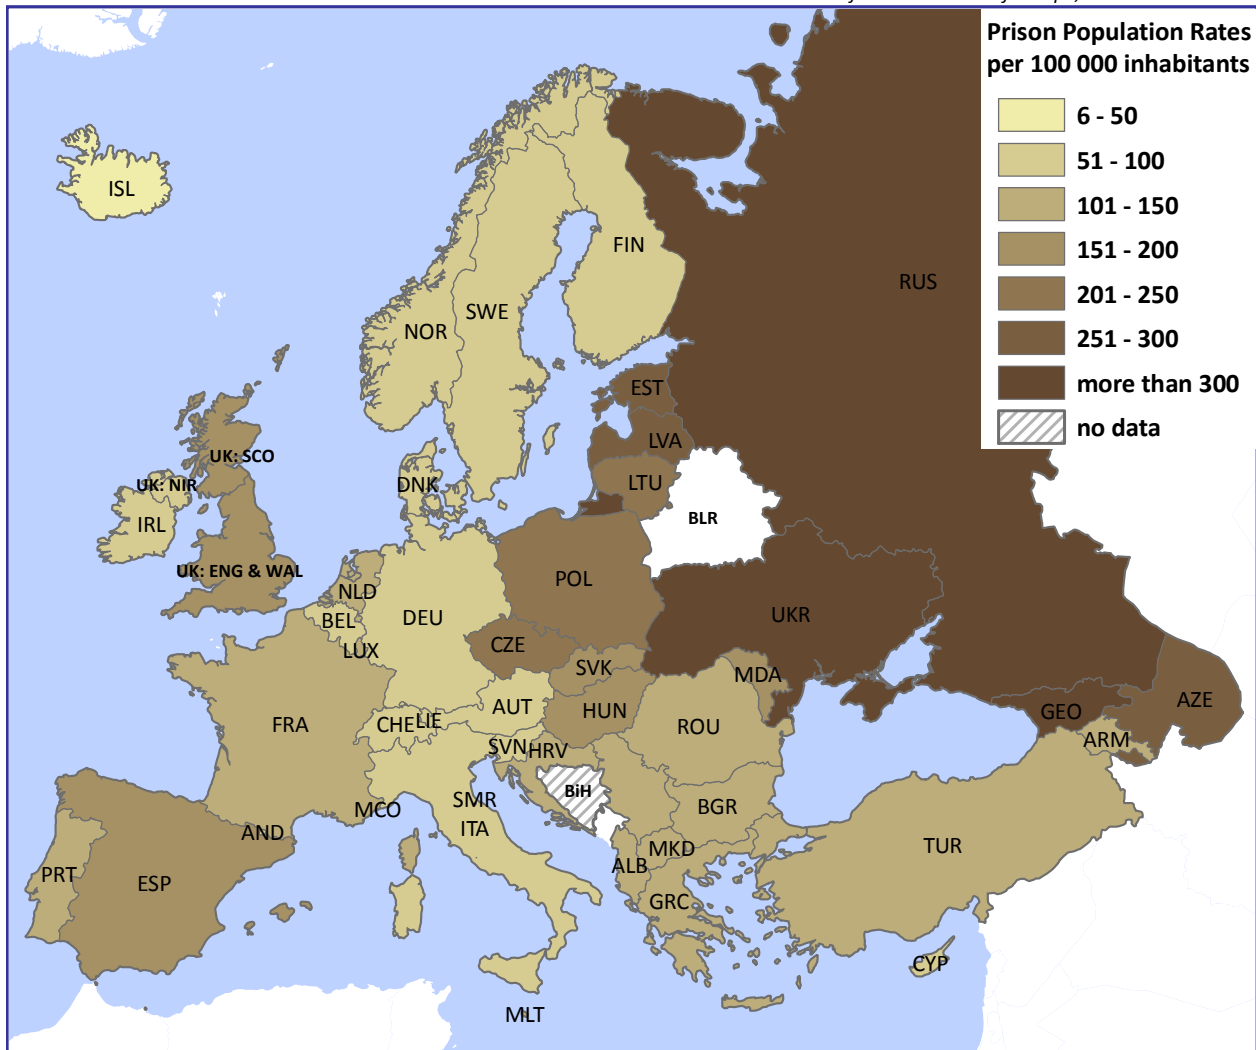 Prison Population Rates
per 100 000 inhabitants
6 - 50
51 - 100
101 - 150
151 - 200
201 - 250
251 - 300
more than 300
no data
ISL
FIN
RUS
SWE
NOR
EST
LVA
UK: SCO
DNK
LTU
UK: NIR
BLR
IRL
UK: ENG & WAL
POL
NLD
DEU
BEL
UKR
CZE
LUX
SVK
MDA
AUT
HUN
AZE
GEO
FRA
CHE
LIE
ROU
ARM
SVN
HRV
BiH
SMR
MCO
BGR
ITA
AND
MKD
TUR
ALB
PRT
ESP
GRC
CYP
MLT